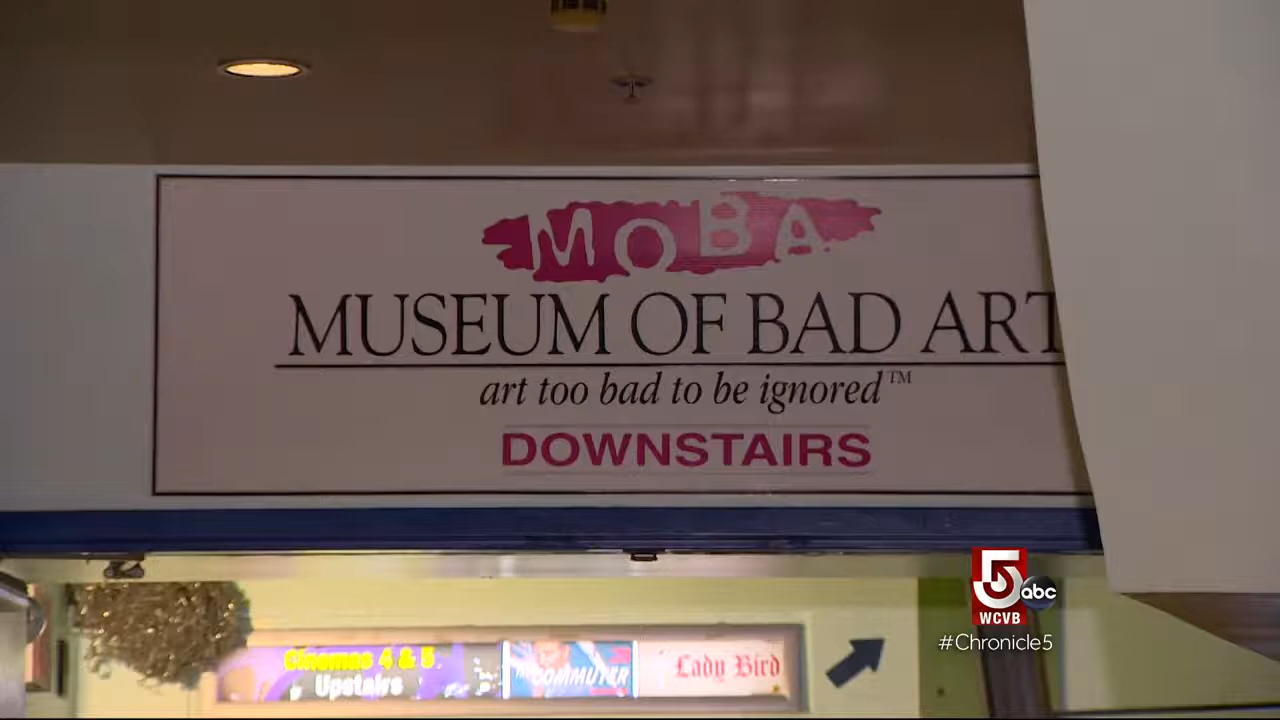 MOBA
MUSEUM OF BAD ART
art too bad to be ignored™
DOWNSTAIRS
5 abc
WCVB
#Chronicle5
Cinemas 4 & 5
Upstairs
THE COMMUTER
Lady Bird